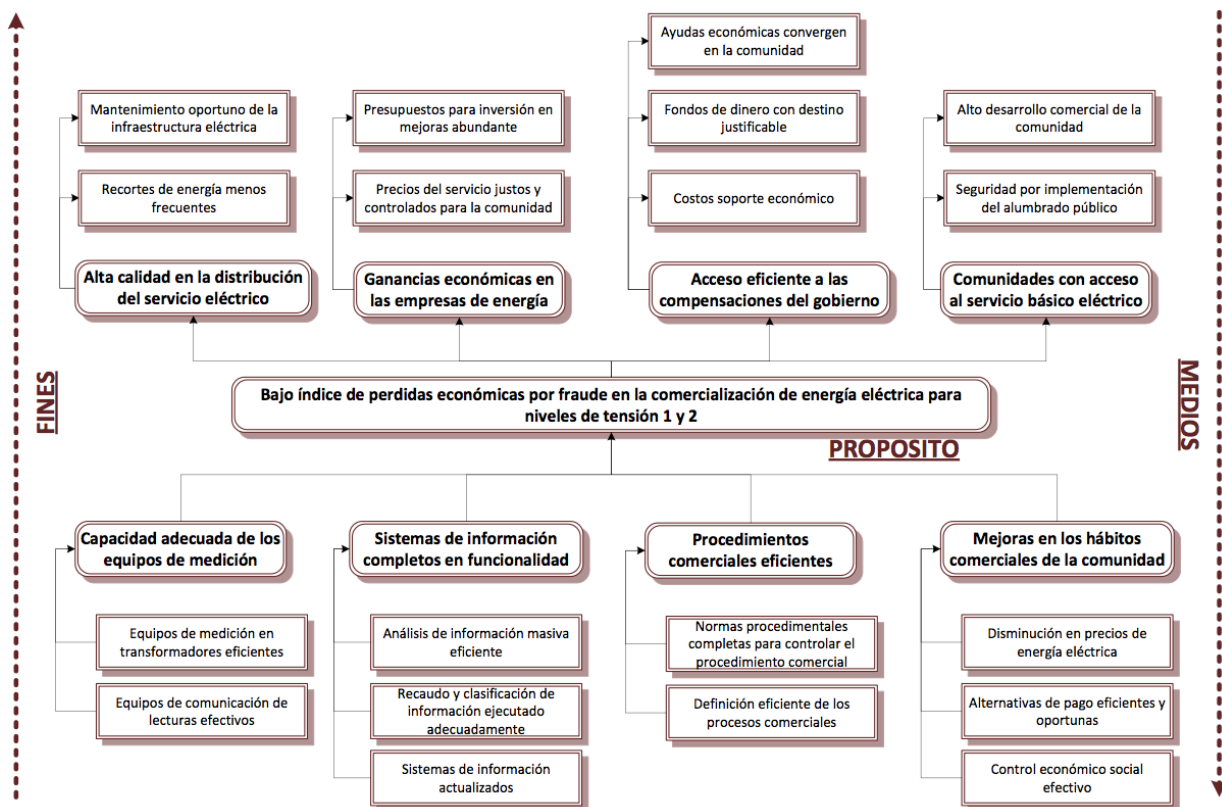 Ayudas económicas convergen
en la comunidad
Mantenimiento oportuno de la
infraestructura eléctrica
Presupuestos para inversión en
mejoras abundante
Fondos de dinero con destino
justificable
Alto desarrollo comercial de la
comunidad
Recortes de energía menos
frecuentes
Precios del servicio justos y
controlados para la comunidad
Costos soporte económico
Seguridad por implementación
del alumbrado público
Alta calidad en la distribución
del servicio eléctrico
Ganancias económicas en
las empresas de energía
Acceso eficiente a las
compensaciones del gobierno
Comunidades con acceso
al servicio básico eléctrico
FINES
MEDIOS
Bajo índice de perdidas económicas por fraude en la comercialización de energía eléctrica para
niveles de tensión 1 y 2
PROPOSITO
Capacidad adecuada de los
equipos de medición
Sistemas de información
completos en funcionalidad
Procedimientos
comerciales eficientes
Mejoras en los hábitos
comerciales de la comunidad
Equipos de medición en
transformadores eficientes
Análisis de información masiva
eficiente
Normas procedimentales
completas para controlar el
procedimiento comercial
Disminución en precios de
energía eléctrica
Equipos de comunicación de
lecturas efectivos
Recaudo y clasificación de
información ejecutado
adecuadamente
Definición eficiente de los
procesos comerciales
Alternativas de pago eficientes y
oportunas
Sistemas de información
actualizados
Control económico social
efectivo